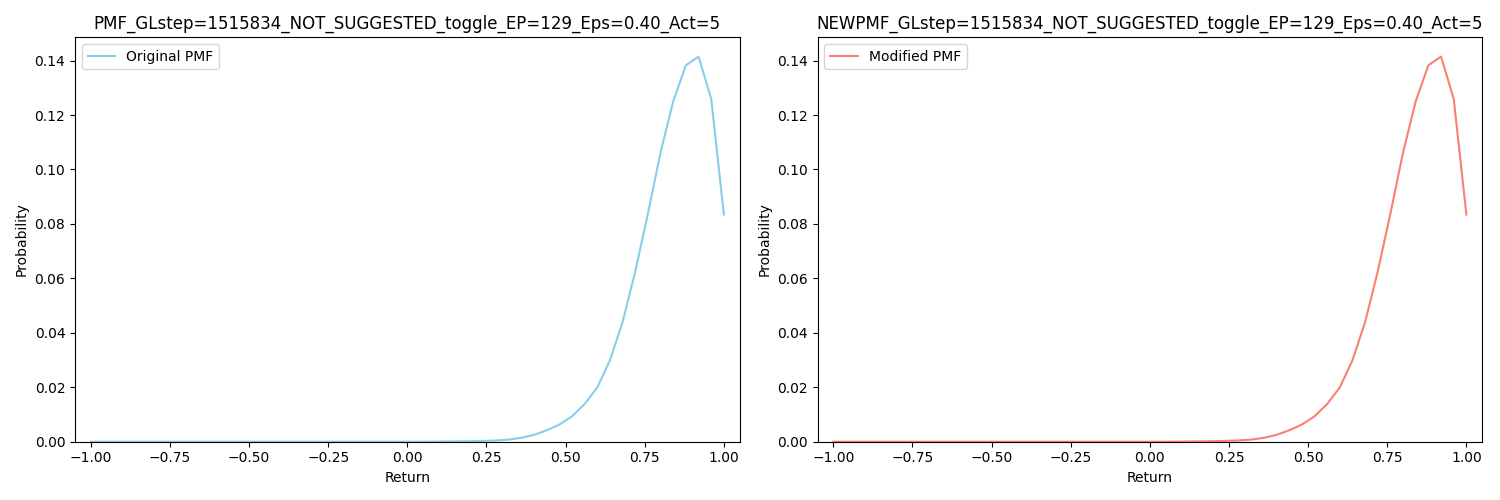 PMF_GLstep=1515834_NOT_SUGGESTED_toggle_EP=129_Eps=0.40_Act=5
Original PMF
Probability
0.14
0.12
0.10
0.08
0.06
0.04
0.02
0.00
−1.00 −0.75 −0.50 −0.25 0.00 0.25 0.50 0.75 1.00
Return
NEWPMF_GLstep=1515834_NOT_SUGGESTED_toggle_EP=129_Eps=0.40_Act=5
Modified PMF
Probability
0.14
0.12
0.10
0.08
0.06
0.04
0.02
0.00
−1.00 −0.75 −0.50 −0.25 0.00 0.25 0.50 0.75 1.00
Return